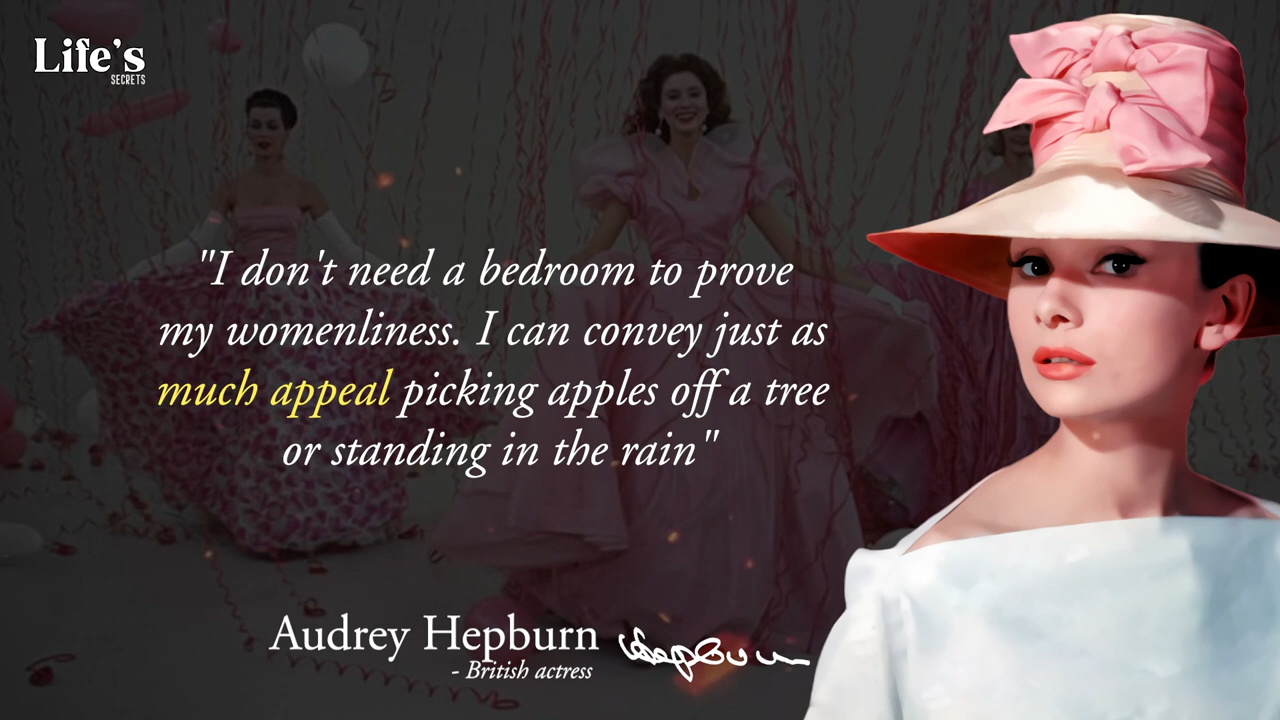 Life's
SECRETS
"I don't need a bedroom to prove
my womenliness. I can convey just as
much appeal picking apples off a tree
or standing in the rain"
Audrey Hepburn
- British actress
Hepburn